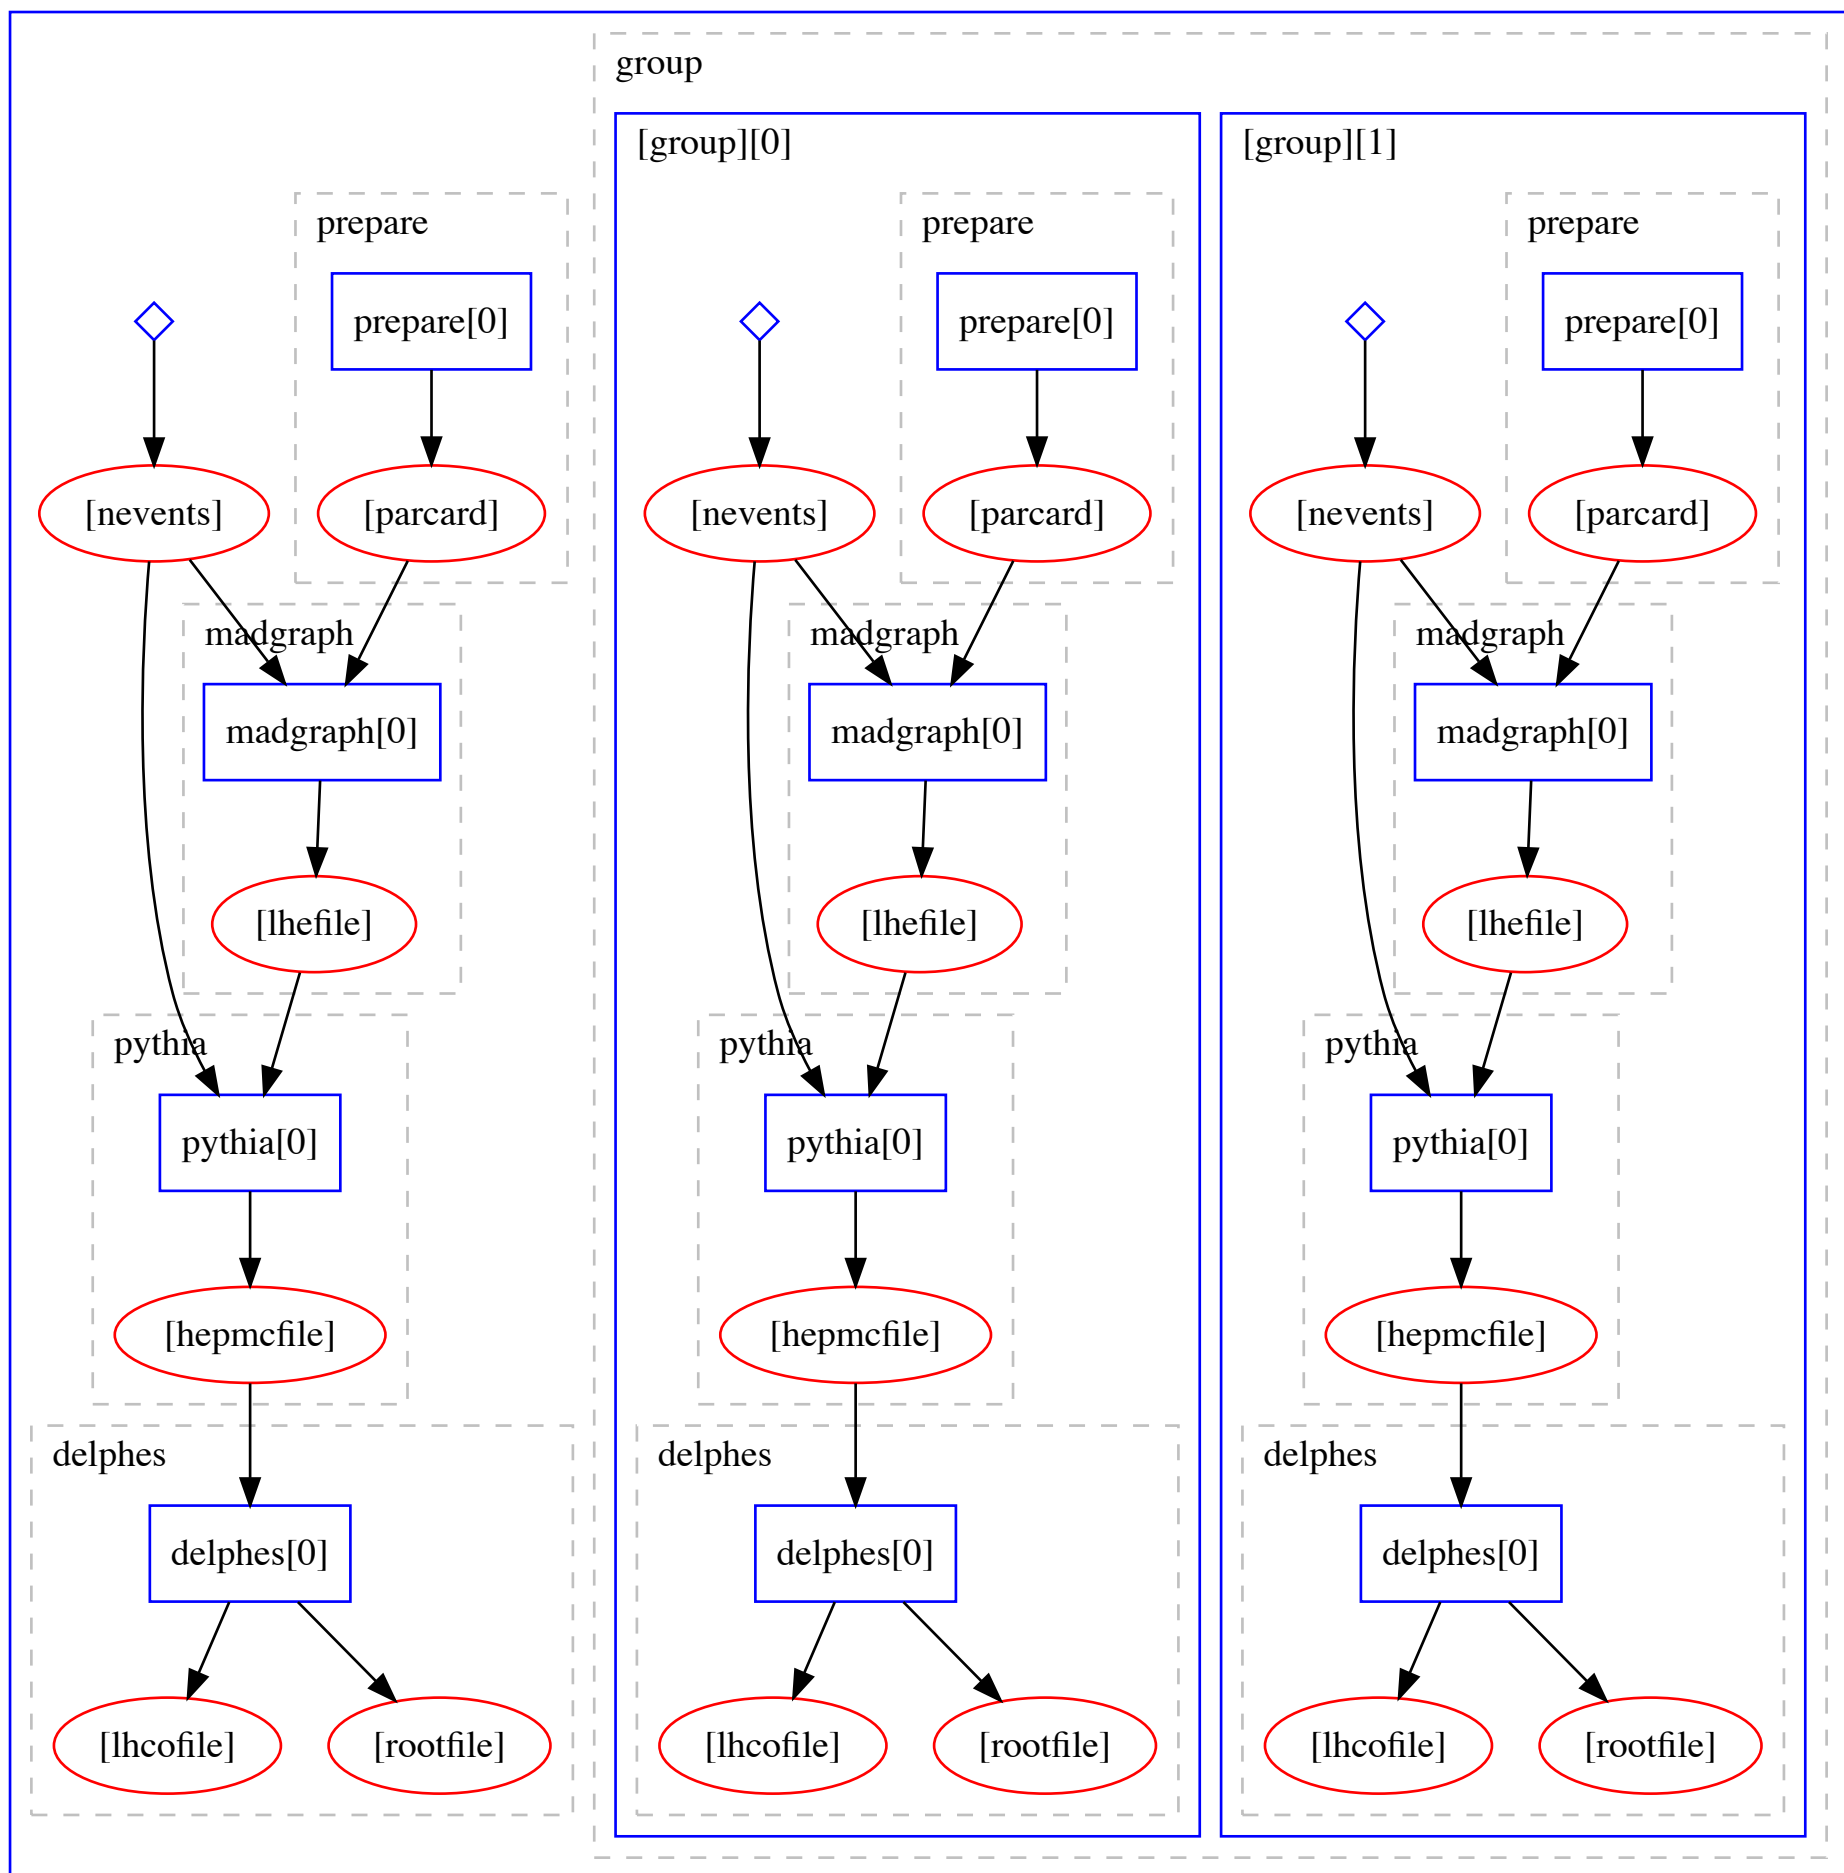 group
[group][0]
[group][1]
prepare
prepare
prepare
prepare[0]
prepare[0]
prepare[0]
[nevents]
[parcard]
[nevents]
[parcard]
[nevents]
[parcard]
madgraph
madgraph
madgraph
madgraph[0]
madgraph[0]
madgraph[0]
[lhefile]
[lhefile]
[lhefile]
pythia
pythia
pythia
pythia[0]
pythia[0]
pythia[0]
[hepmcfile]
[hepmcfile]
[hepmcfile]
delphes
delphes
delphes
delphes[0]
delphes[0]
delphes[0]
[lhcofile]
[rootfile]
[lhcofile]
[rootfile]
[lhcofile]
[rootfile]